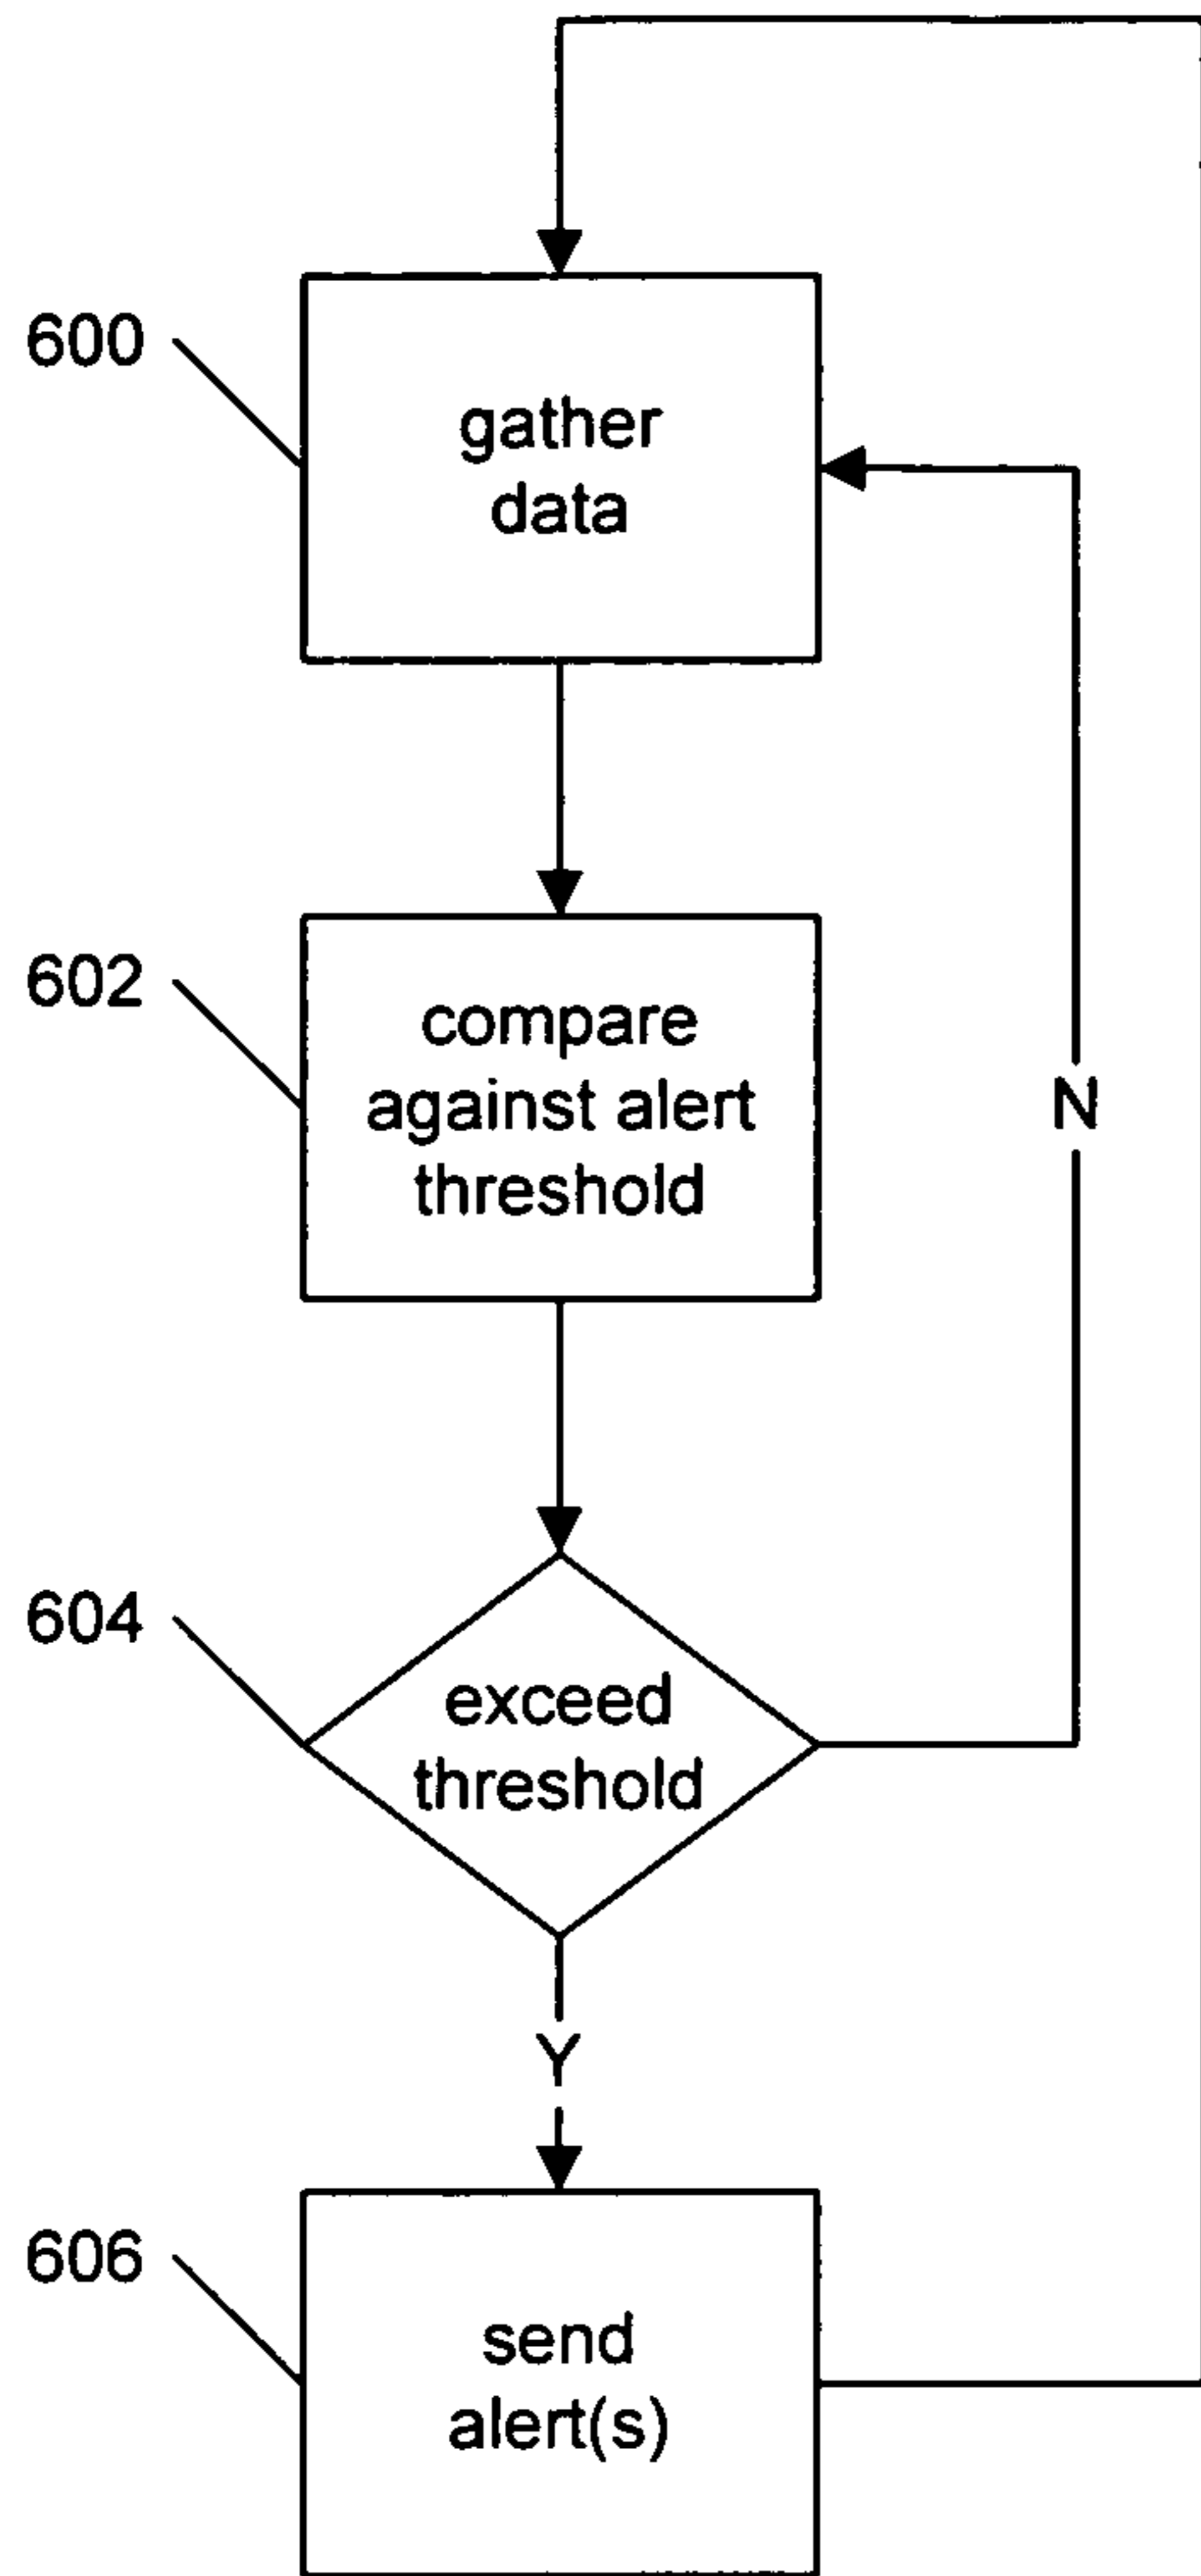 600
gather
data
602
compare
against alert
threshold
N
604
exceed
threshold
Y
606
send
alert(s)